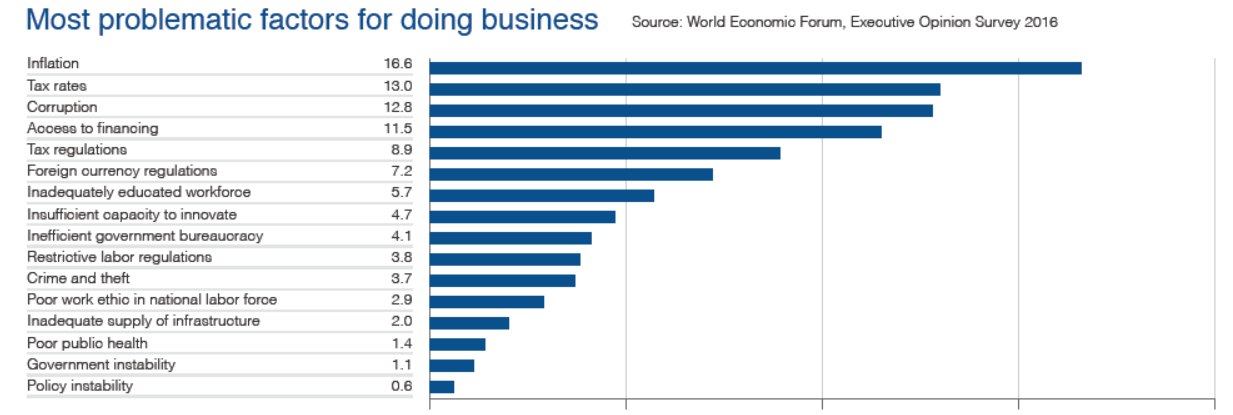 Most problematic factors for doing business Source: World Economic Forum, Executive Opinion Survey 2016
Inflation 16.6
Tax rates 13.0
Corruption 12.8
Access to financing 11.5
Tax regulations 8.9
Foreign currency regulations 7.2
Inadequately educated workforce 5.7
Insufficient capacity to innovate 4.7
Inefficient government bureaucracy 4.1
Restrictive labor regulations 3.8
Crime and theft 3.7
Poor work ethic in national labor force 2.9
Inadequate supply of infrastructure 2.0
Poor public health 1.4
Government instability 1.1
Policy instability 0.6